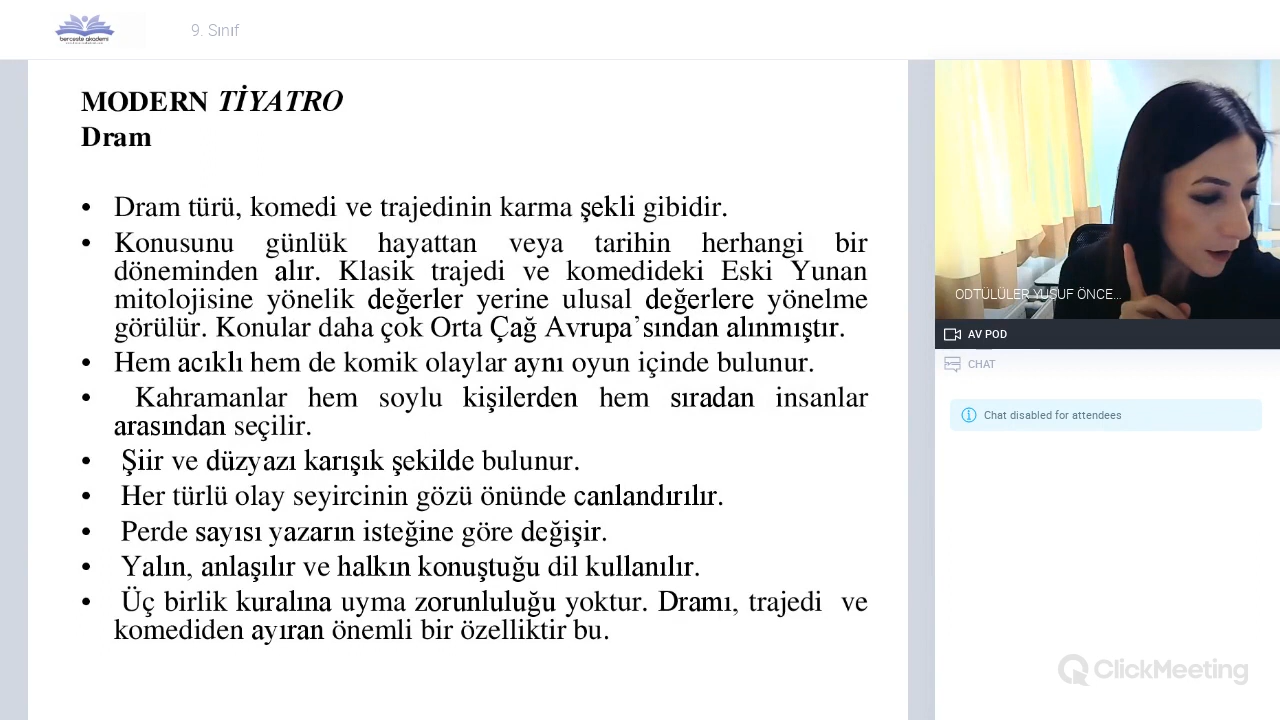 berceste akademi
9. Sınıf
MODERN TİYATRO
Dram
• Dram türü, komedi ve trajedinin karma şekli gibidir.
• Konusunu günlük hayattan veya tarihin herhangi bir
döneminden alır. Klasik trajedi ve komedideki Eski Yunan
mitolojisine yönelik değerler yerine ulusal değerlere yönelme
görülür. Konular daha çok Orta Çağ Avrupa’sından alınmıştır.
• Hem acıklı hem de komik olaylar aynı oyun içinde bulunur.
• Kahramanlar hem soylu kişilerden hem sıradan insanlar
arasından seçilir.
• Şiir ve düzyazı karışık şekilde bulunur.
• Her türlü olay seyircinin gözü önünde canlandırılır.
• Perde sayısı yazarın isteğine göre değişir.
• Yalın, anlaşılır ve halkın konuştuğu dil kullanılır.
• Üç birlik kuralına uyma zorunluluğu yoktur. Dramı, trajedi ve
komediden ayıran önemli bir özelliktir bu.
ODTÜLÜLER YUSUF ÖNCE...
AV POD
CHAT
Chat disabled for attendees
ClickMeeting